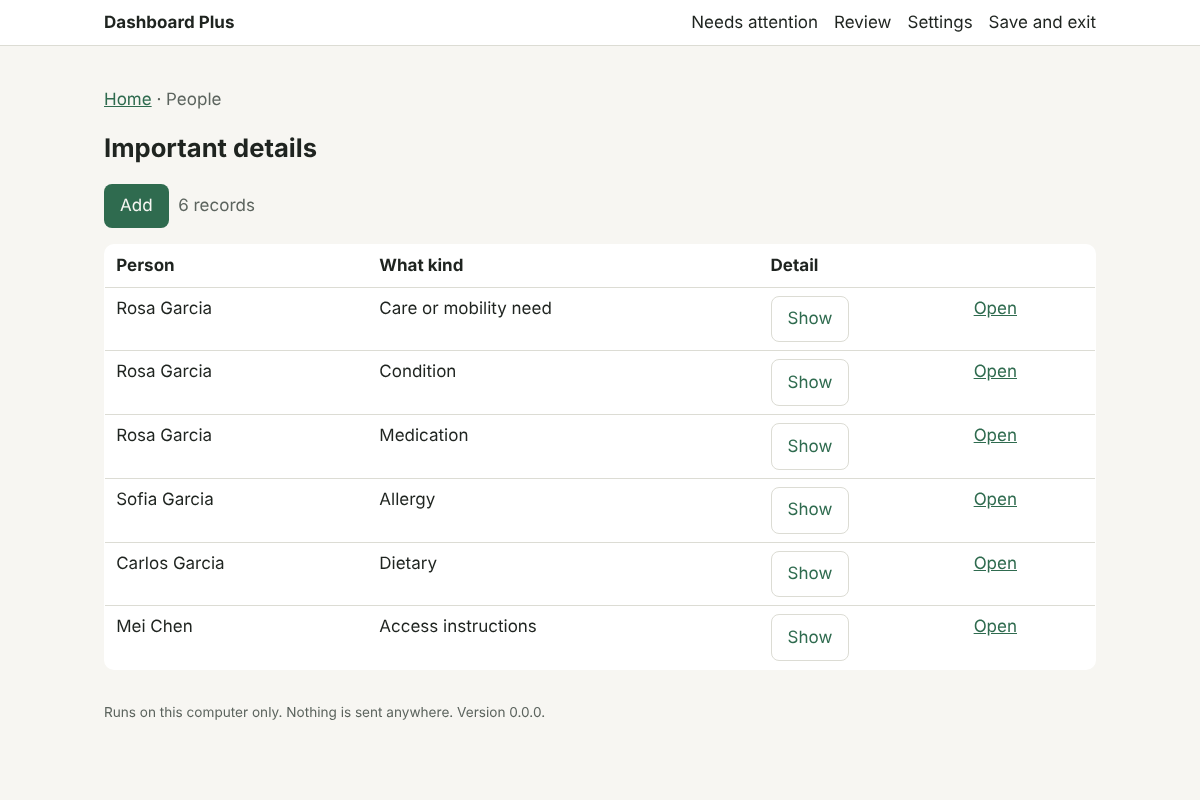 Dashboard Plus Needs attention Review Settings Save and exit
Home · People
Important details
Add 6 records
Person What kind Detail
Rosa Garcia Care or mobility need Show Open
Rosa Garcia Condition Show Open
Rosa Garcia Medication Show Open
Sofia Garcia Allergy Show Open
Carlos Garcia Dietary Show Open
Mei Chen Access instructions Show Open
Runs on this computer only. Nothing is sent anywhere. Version 0.0.0.